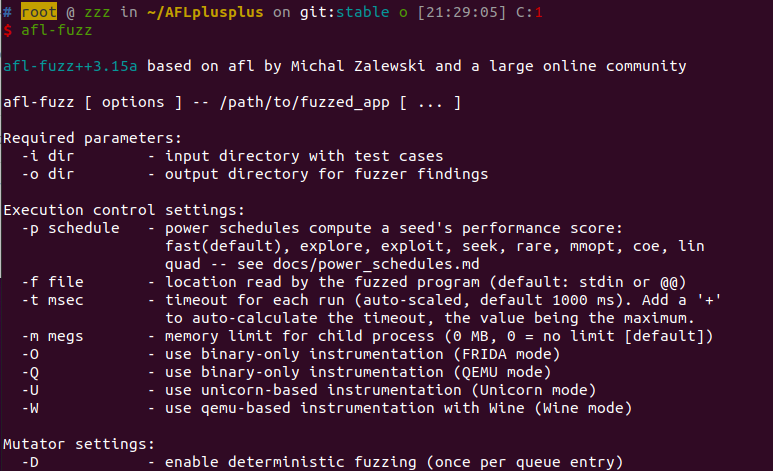 # root @ zzz in ~/AFLplusplus on git:stable o [21:29:05] C:1
$ afl-fuzz
afl-fuzz++3.15a based on afl by Michal Zalewski and a large online community
afl-fuzz [ options ] -- /path/to/fuzzed_app [ ... ]
Required parameters:
  -i dir        - input directory with test cases
  -o dir        - output directory for fuzzer findings
Execution control settings:
  -p schedule   - power schedules compute a seed's performance score:
                  fast(default), explore, exploit, seek, rare, mmopt, coe, lin
                  quad -- see docs/power_schedules.md
  -f file       - location read by the fuzzed program (default: stdin or @@)
  -t msec       - timeout for each run (auto-scaled, default 1000 ms). Add a '+'
                  to auto-calculate the timeout, the value being the maximum.
  -m megs       - memory limit for child process (0 MB, 0 = no limit [default])
  -O            - use binary-only instrumentation (FRIDA mode)
  -Q            - use binary-only instrumentation (QEMU mode)
  -U            - use unicorn-based instrumentation (Unicorn mode)
  -W            - use qemu-based instrumentation with Wine (Wine mode)
Mutator settings:
  -D            - enable deterministic fuzzing (once per queue entry)